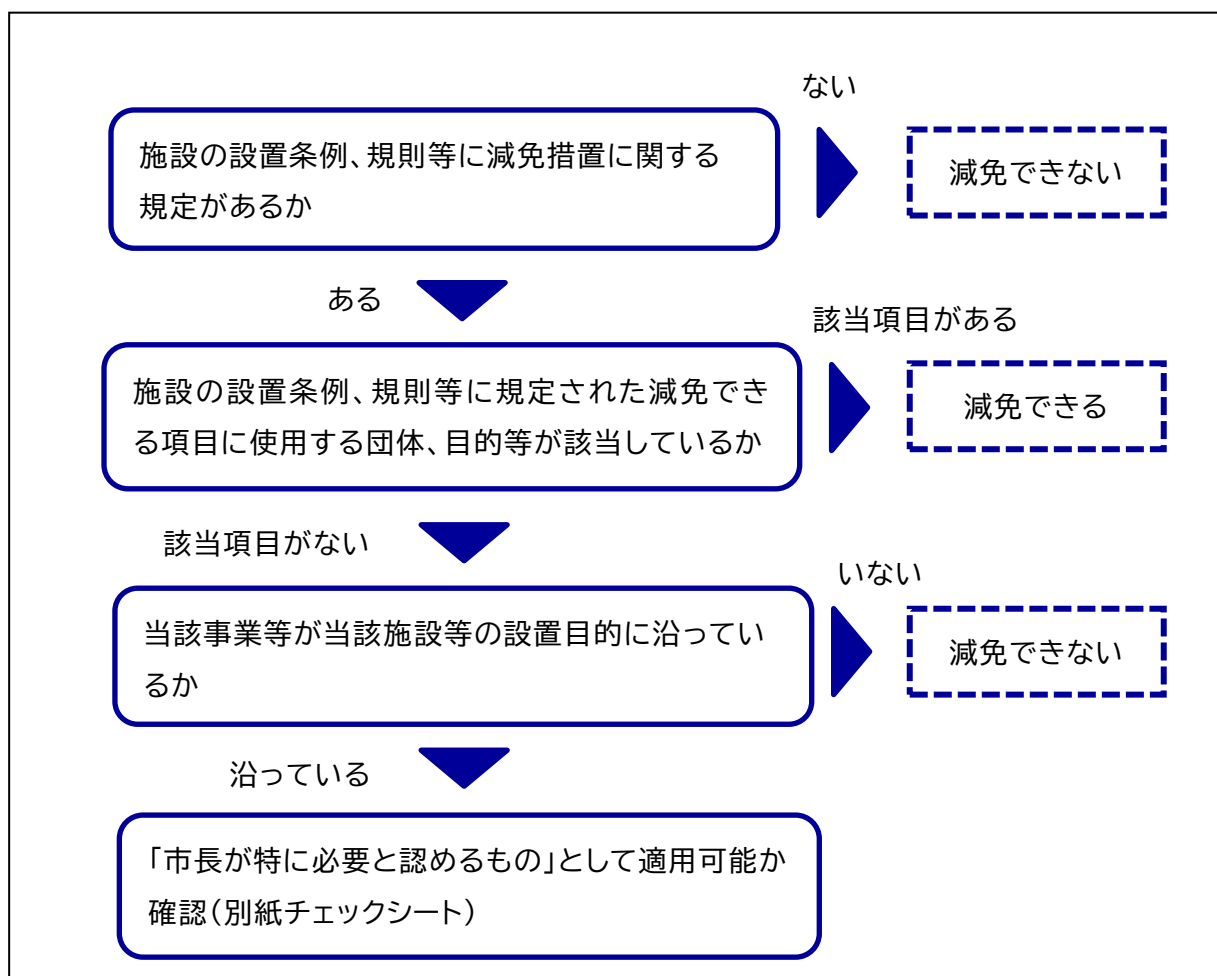 ない
施設の設置条例、規則等に減免措置に関する
規定があるか
減免できない
ある
該当項目がある
施設の設置条例、規則等に規定された減免でき
る項目に使用する団体、目的等が該当しているか
減免できる
該当項目がない
いない
当該事業等が当該施設等の設置目的に沿ってい
るか
減免できない
沿っている
「市長が特に必要と認めるもの」として適用可能か
確認(別紙チェックシート)